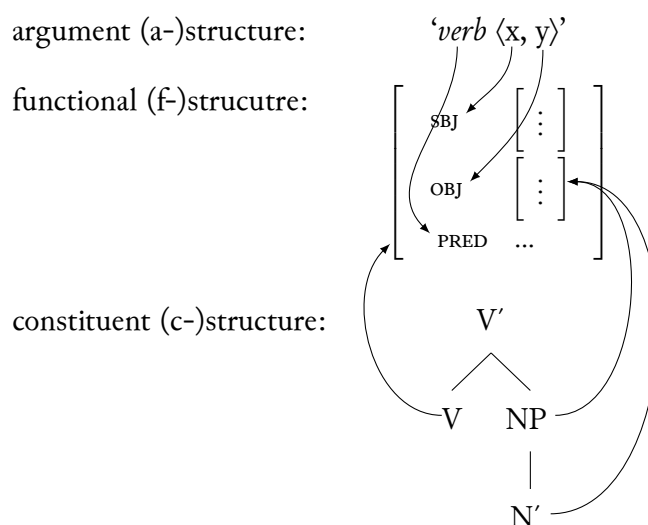 argument (a-)structure: ‘verb ⟨x, y⟩’
functional (f-)strucutre:
SBJ ⋮
OBJ ⋮
PRED ...
constituent (c-)structure: V′
V NP
N′